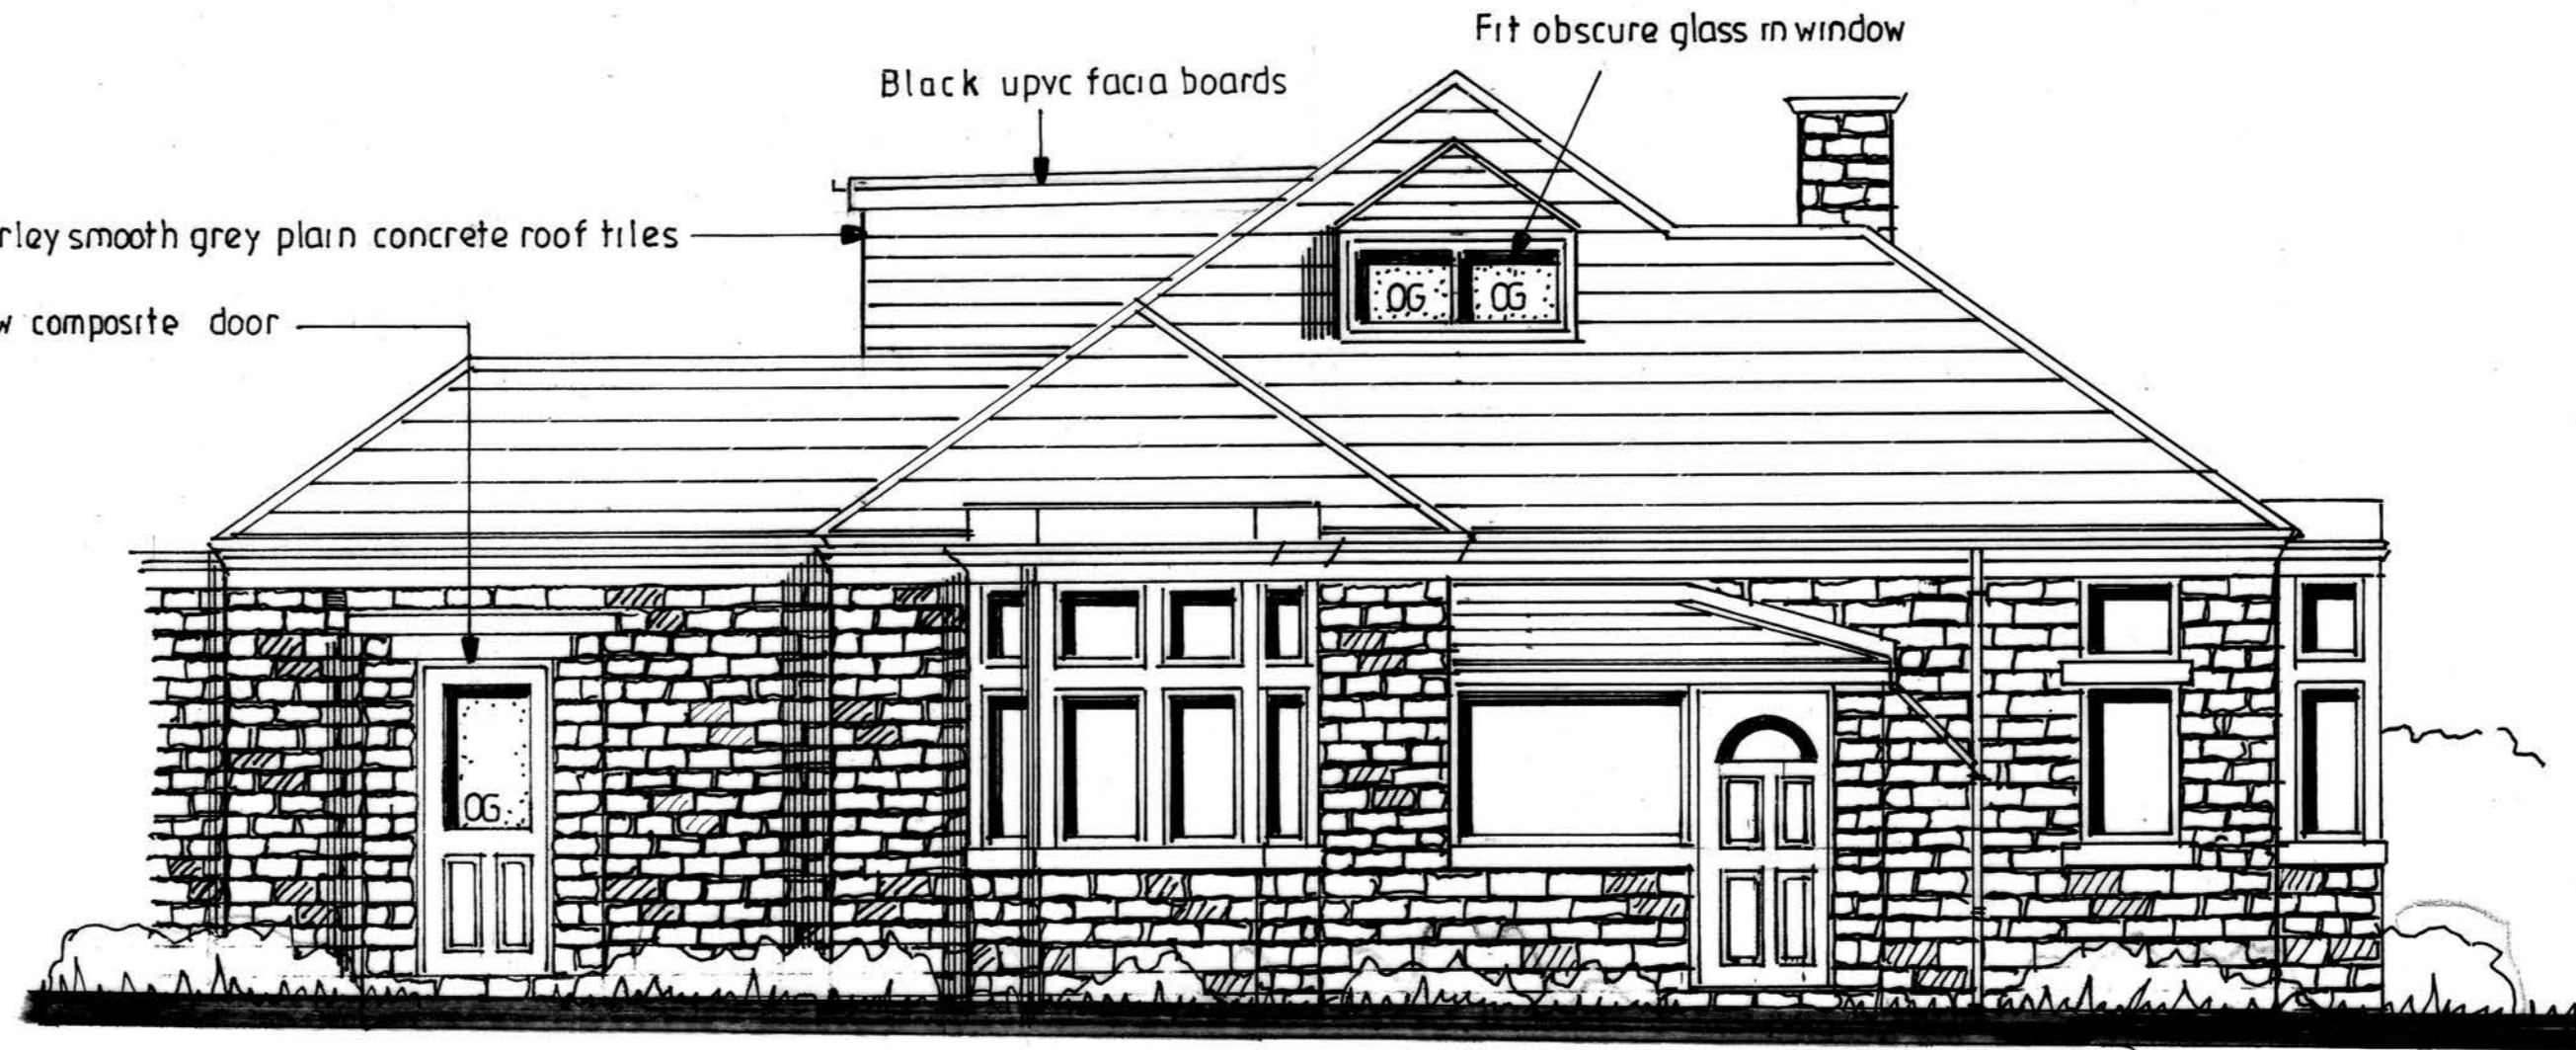 Fit obscure glass in window
Black upvc facia boards
rley smooth grey plain concrete roof tiles
w composite door
OG
OG
OG